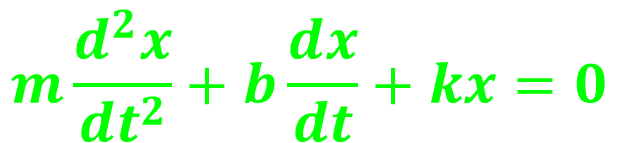 m d²x/dt² + b dx/dt + kx = 0